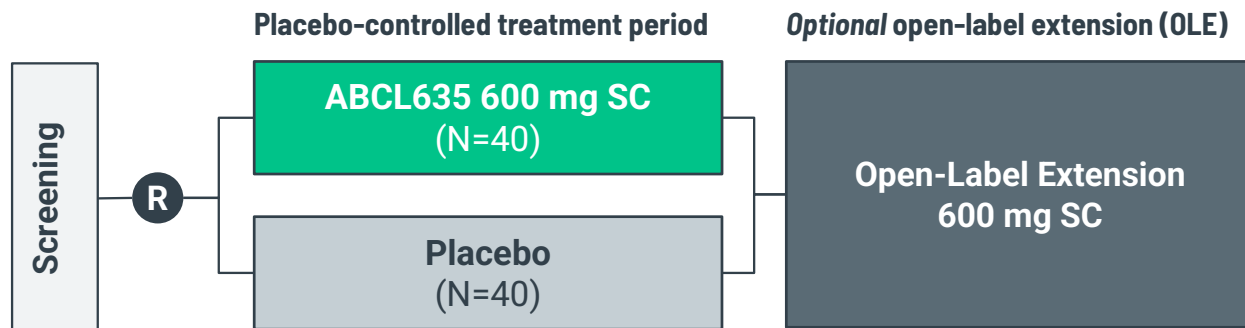 Placebo-controlled treatment period
Optional open-label extension (OLE)
Screening
R
ABCL635 600 mg SC
(N=40)
Placebo
(N=40)
Open-Label Extension
600 mg SC